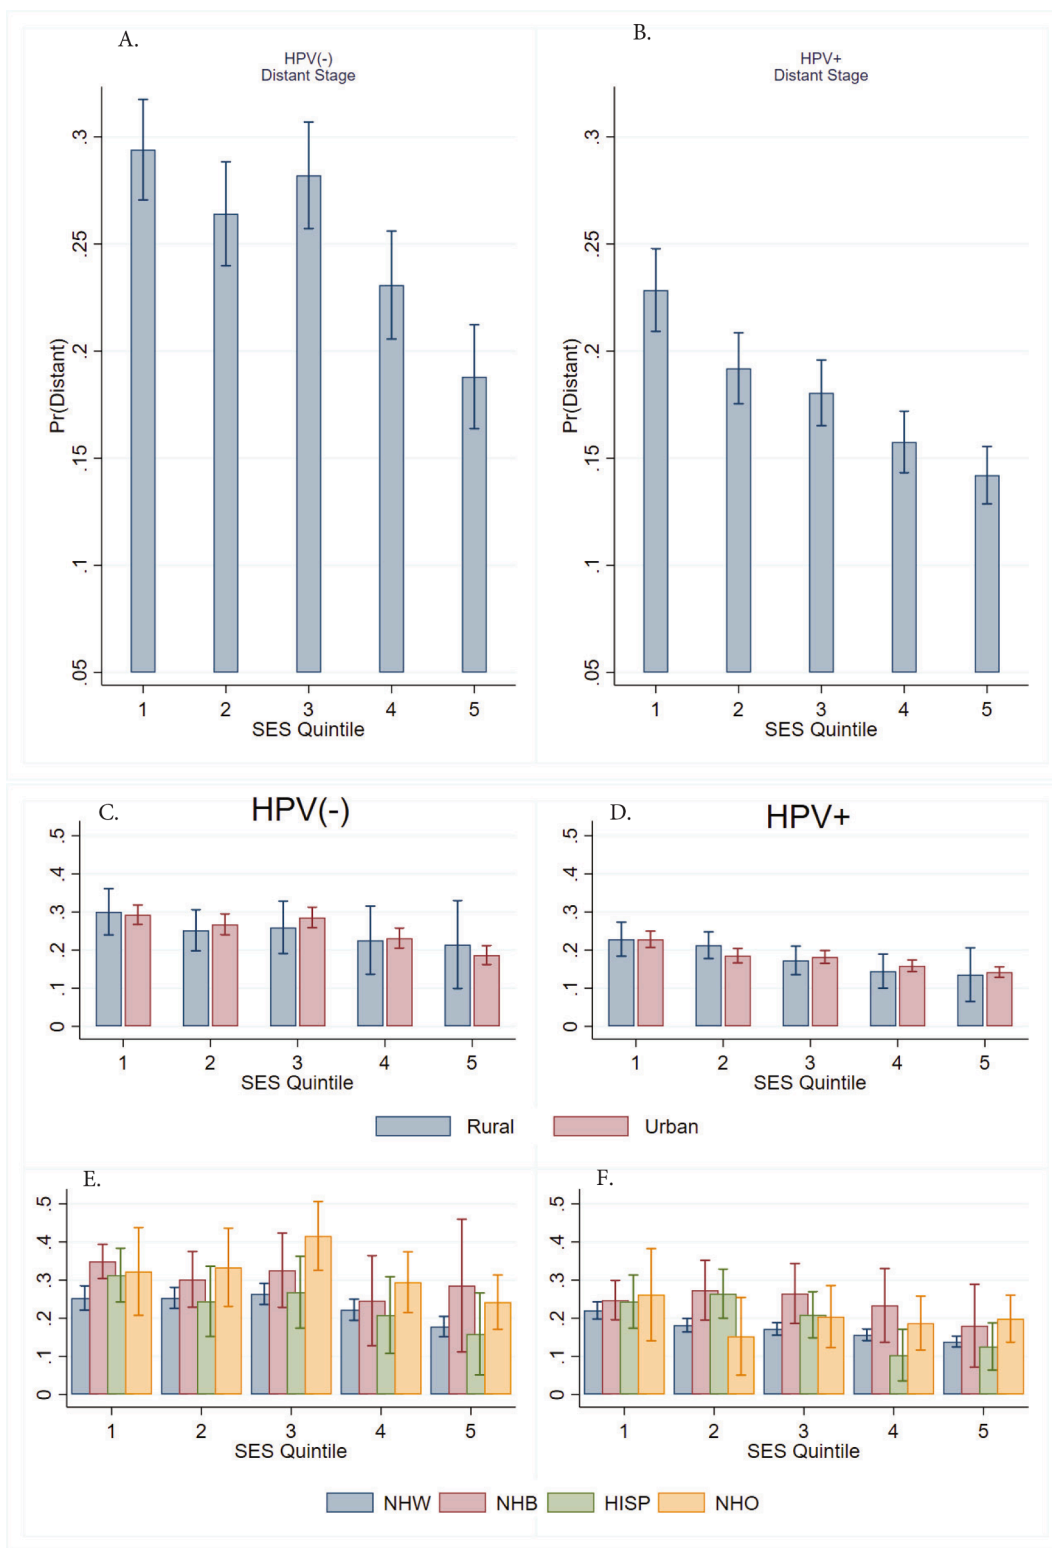 A.
HPV(-)
Distant Stage
Pr(Distant)
.3
.25
.2
.15
.1
.05
1 2 3 4 5
SES Quintile
B.
HPV+
Distant Stage
Pr(Distant)
.3
.25
.2
.15
.1
.05
1 2 3 4 5
SES Quintile
C.
HPV(-)
.5
.4
.3
.2
.1
0
1 2 3 4 5
SES Quintile
D.
HPV+
.5
.4
.3
.2
.1
0
1 2 3 4 5
SES Quintile
Rural Urban
E.
.5
.4
.3
.2
.1
0
1 2 3 4 5
SES Quintile
F.
.5
.4
.3
.2
.1
0
1 2 3 4 5
SES Quintile
NHW NHB HISP NHO